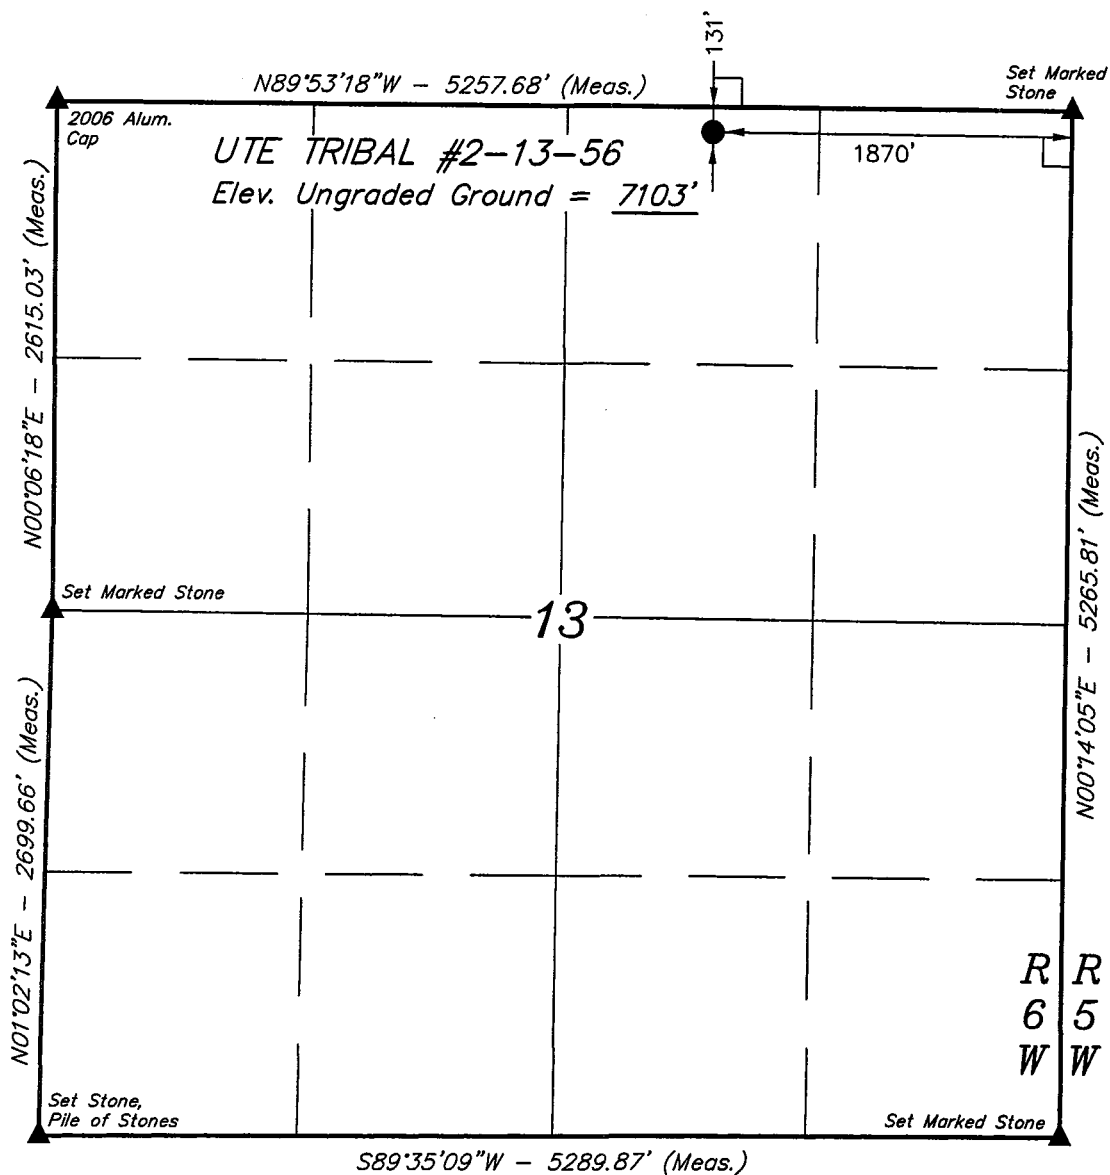 131'
N89°53'18"W - 5257.68' (Meas.)
Set Marked
Stone
2006 Alum.
Cap
UTE TRIBAL #2-13-56
Elev. Ungraded Ground = 7103'
1870'
N00°06'18"E - 2615.03' (Meas.)
Set Marked Stone
13
N00°14'05"E - 5265.81' (Meas.)
N01°02'13"E - 2699.66' (Meas.)
R R
6 5
W W
Set Stone,
Pile of Stones
Set Marked Stone
S89°35'09"W - 5289.87' (Meas.)